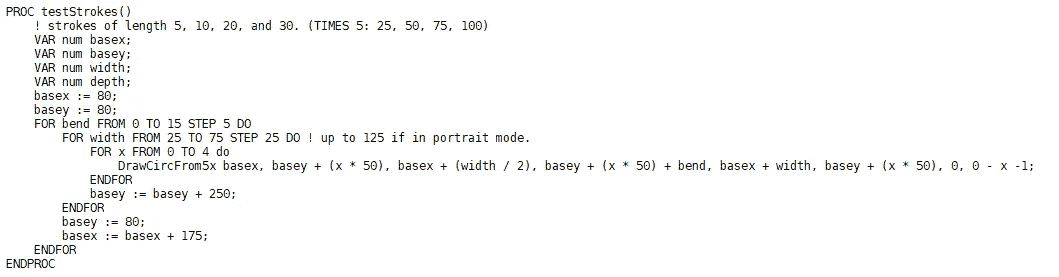 PROC testStrokes()
    ! strokes of length 5, 10, 20, and 30. (TIMES 5: 25, 50, 75, 100)
    VAR num basex;
    VAR num basey;
    VAR num width;
    VAR num depth;
    basex := 80;
    basey := 80;
    FOR bend FROM 0 TO 15 STEP 5 DO
        FOR width FROM 25 TO 75 STEP 25 DO ! up to 125 if in portrait mode.
            FOR x FROM 0 TO 4 do
                DrawCircFrom5x basex, basey + (x * 50), basex + (width / 2), basey + (x * 50) + bend, basex + width, basey + (x * 50), 0, 0 - x -1;
            ENDFOR
            basey := basey + 250;
        ENDFOR
        basey := 80;
        basex := basex + 175;
    ENDFOR
ENDPROC